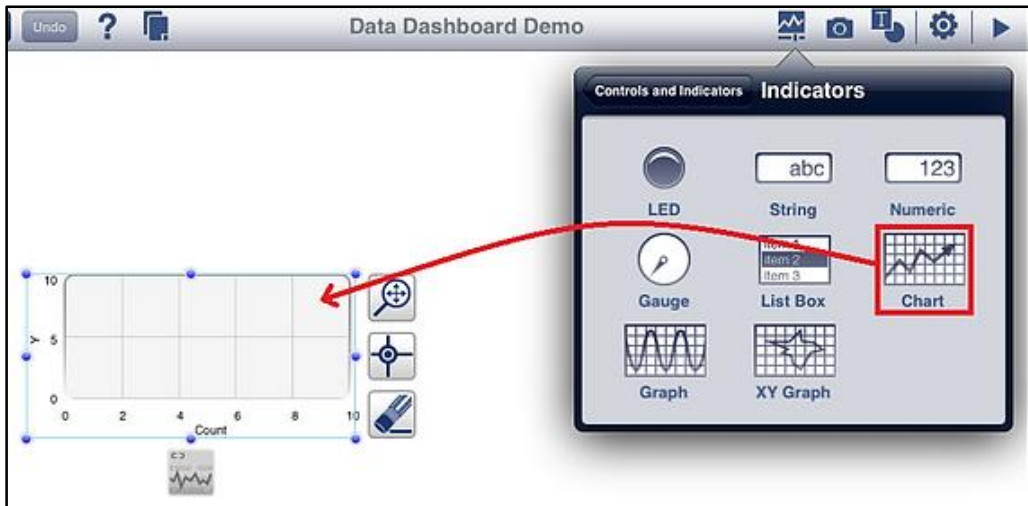 Undo
?
Data Dashboard Demo
T
Controls and Indicators
Indicators
abc
123
LED
String
Numeric
item 2
item 3
Gauge
List Box
Chart
Graph
XY Graph
10
Y
5
0
0 2 4 6 8 10
Count